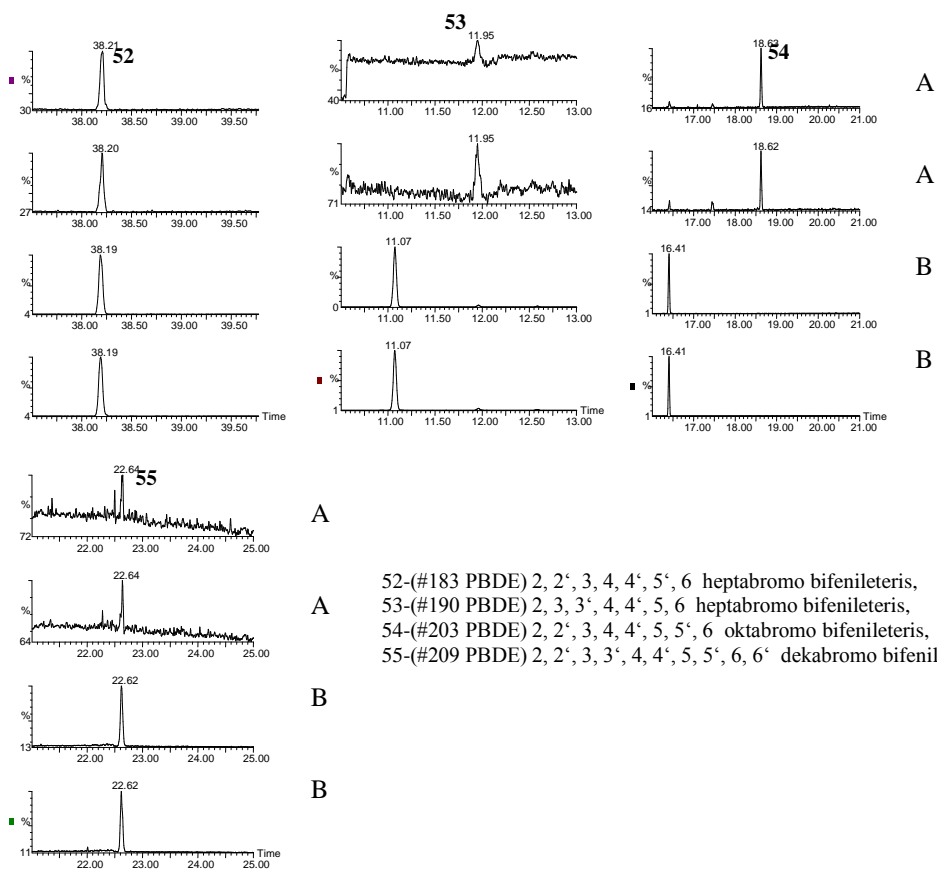 52
53
54
38.21
11.95
18.63
%
%
%
A
30
40
16
38.00 38.50 39.00 39.50
11.00 11.50 12.00 12.50 13.00
17.00 18.00 19.00 20.00 21.00
38.20
11.95
18.62
%
%
%
A
27
71
14
38.00 38.50 39.00 39.50
11.00 11.50 12.00 12.50 13.00
17.00 18.00 19.00 20.00 21.00
38.19
11.07
16.41
%
%
%
B
4
0
1
38.00 38.50 39.00 39.50
11.00 11.50 12.00 12.50 13.00
17.00 18.00 19.00 20.00 21.00
38.19
11.07
16.41
%
%
%
B
4
1
1
Time
Time
38.00 38.50 39.00 39.50
11.00 11.50 12.00 12.50 13.00
17.00 18.00 19.00 20.00 21.00
22.64
55
%
A
72
22.00 23.00 24.00 25.00
22.64
%
A
64
22.00 23.00 24.00 25.00
52-(#183 PBDE) 2, 2‘, 3, 4, 4‘, 5‘, 6 heptabromo bifenileteris,
53-(#190 PBDE) 2, 3, 3‘, 4, 4‘, 5, 6 heptabromo bifenileteris,
54-(#203 PBDE) 2, 2‘, 3, 4, 4‘, 5, 5‘, 6 oktabromo bifenileteris,
55-(#209 PBDE) 2, 2‘, 3, 3‘, 4, 4‘, 5, 5‘, 6, 6‘ dekabromo bifenil
22.62
%
B
13
22.00 23.00 24.00 25.00
22.62
%
B
11
Time
22.00 23.00 24.00 25.00